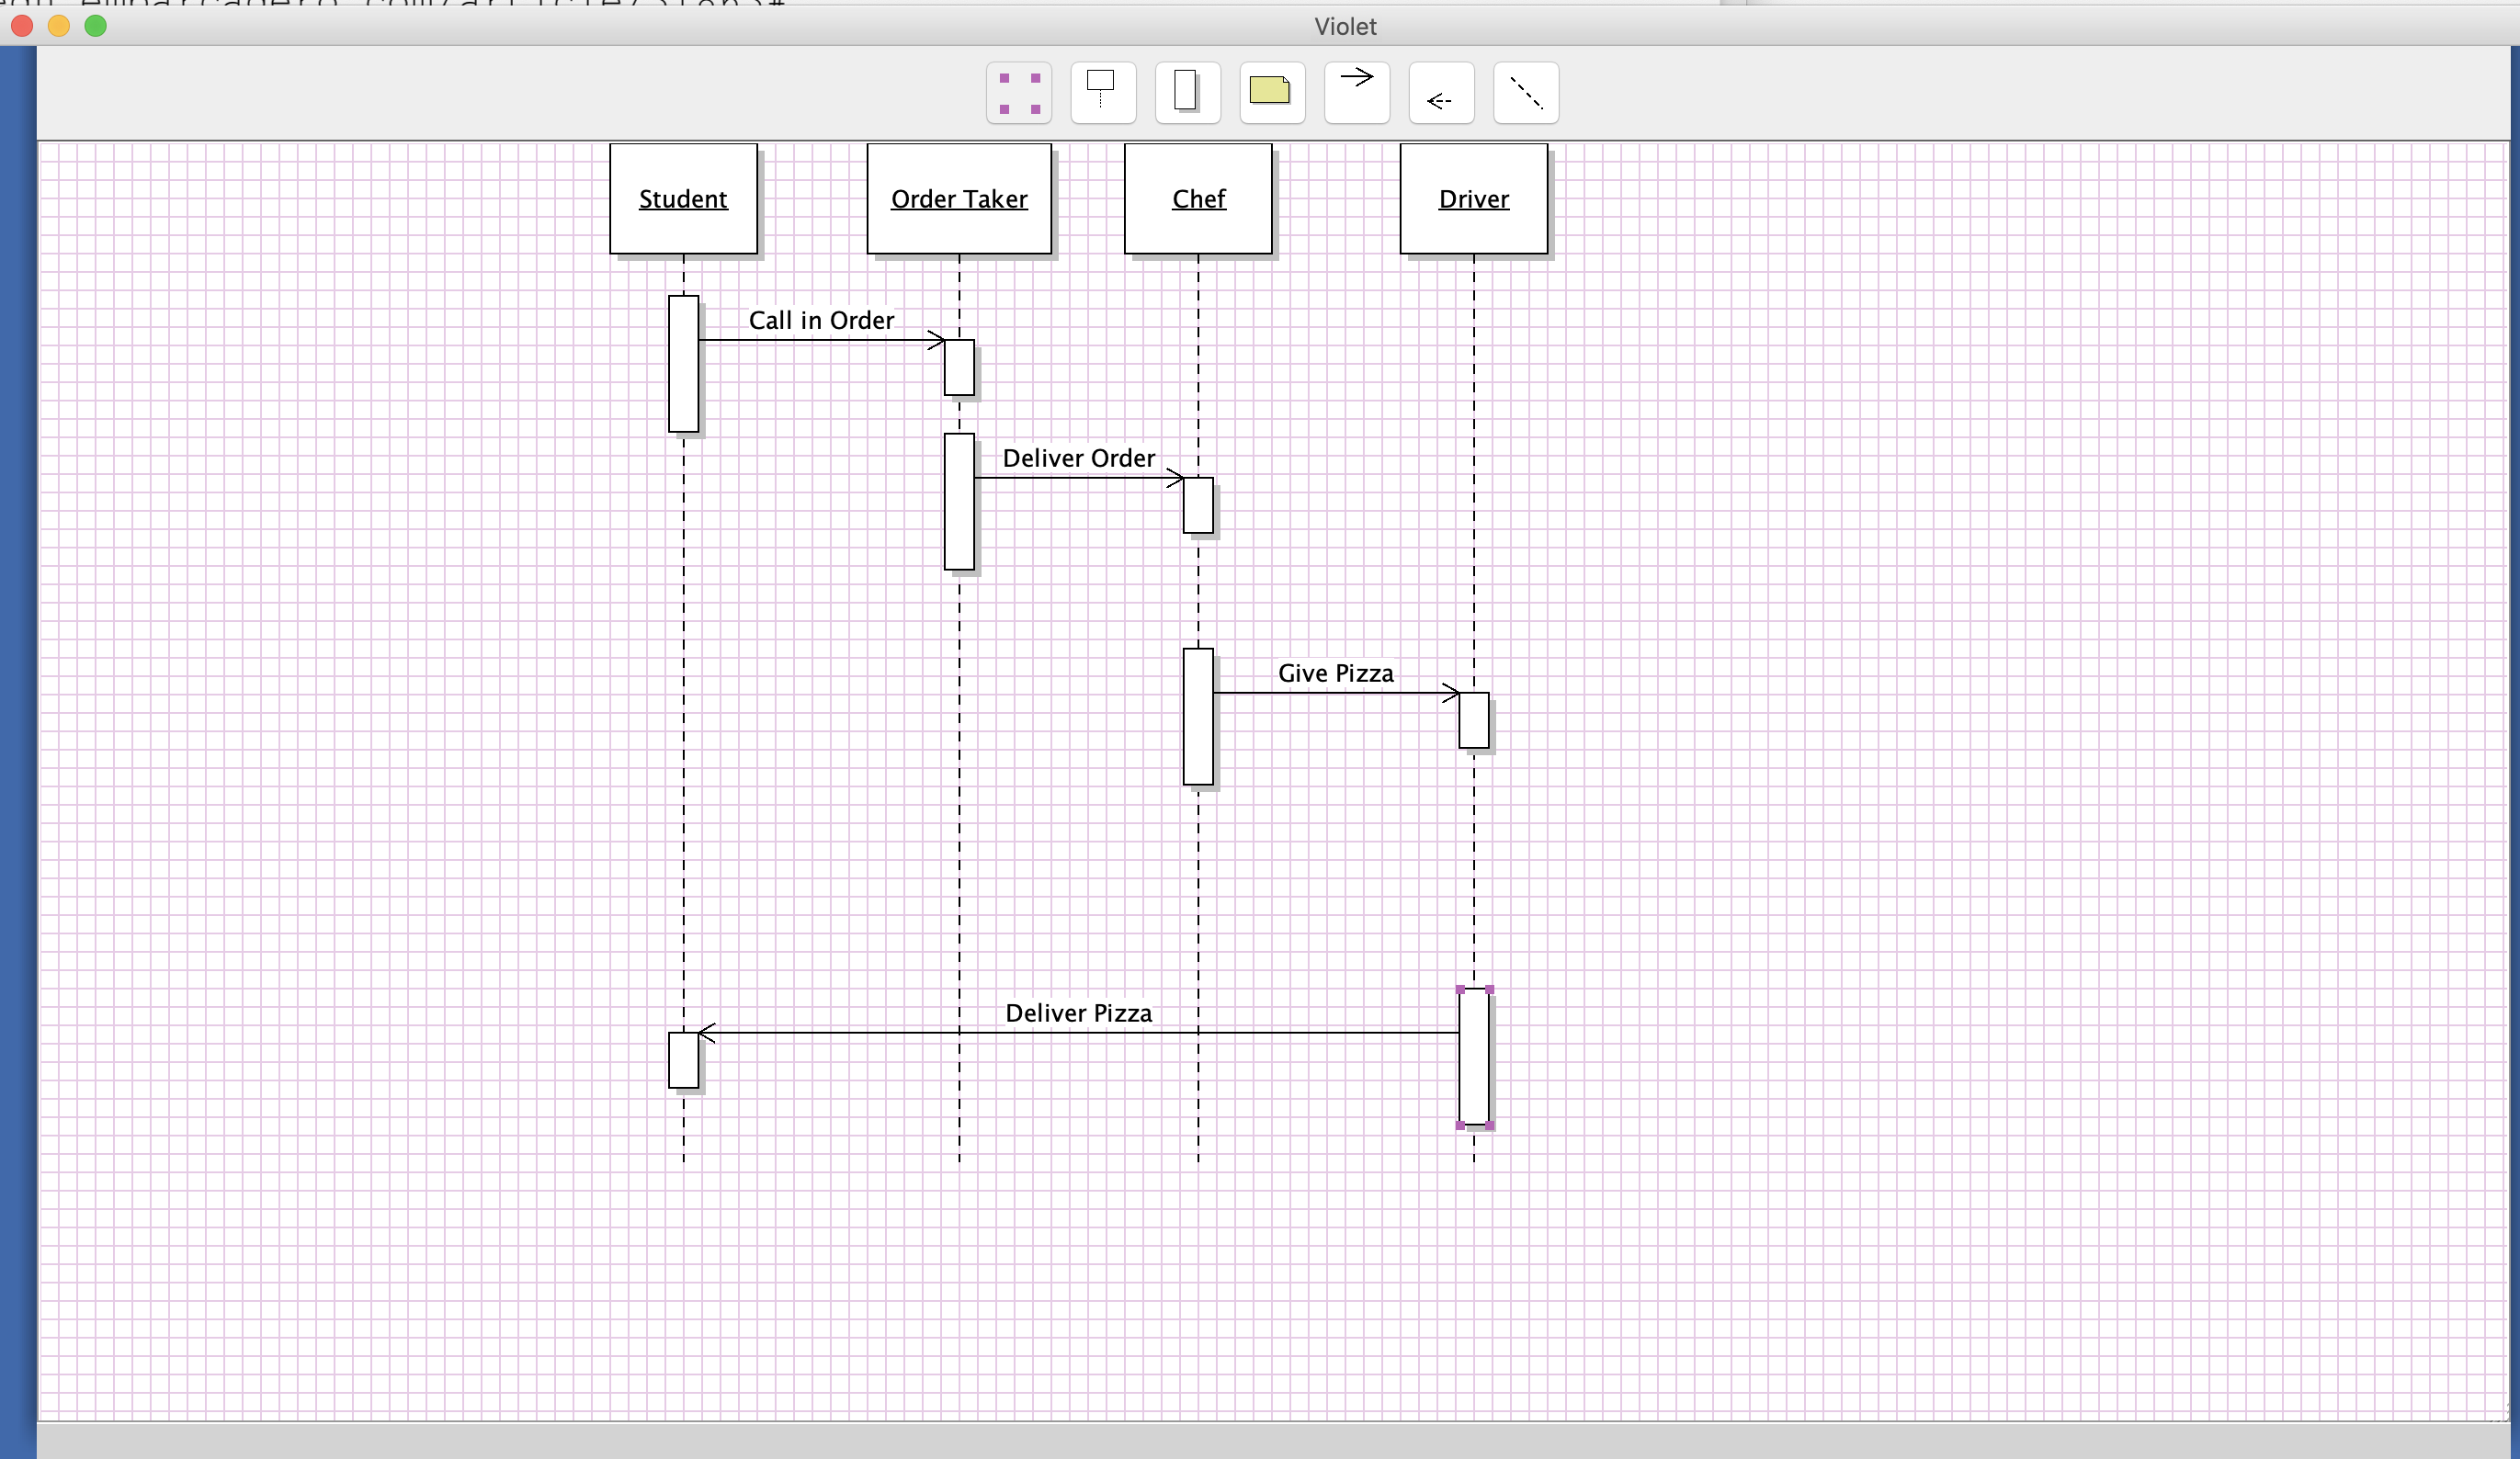 Violet
Student
Order Taker
Chef
Driver
Call in Order
Deliver Order
Give Pizza
Deliver Pizza